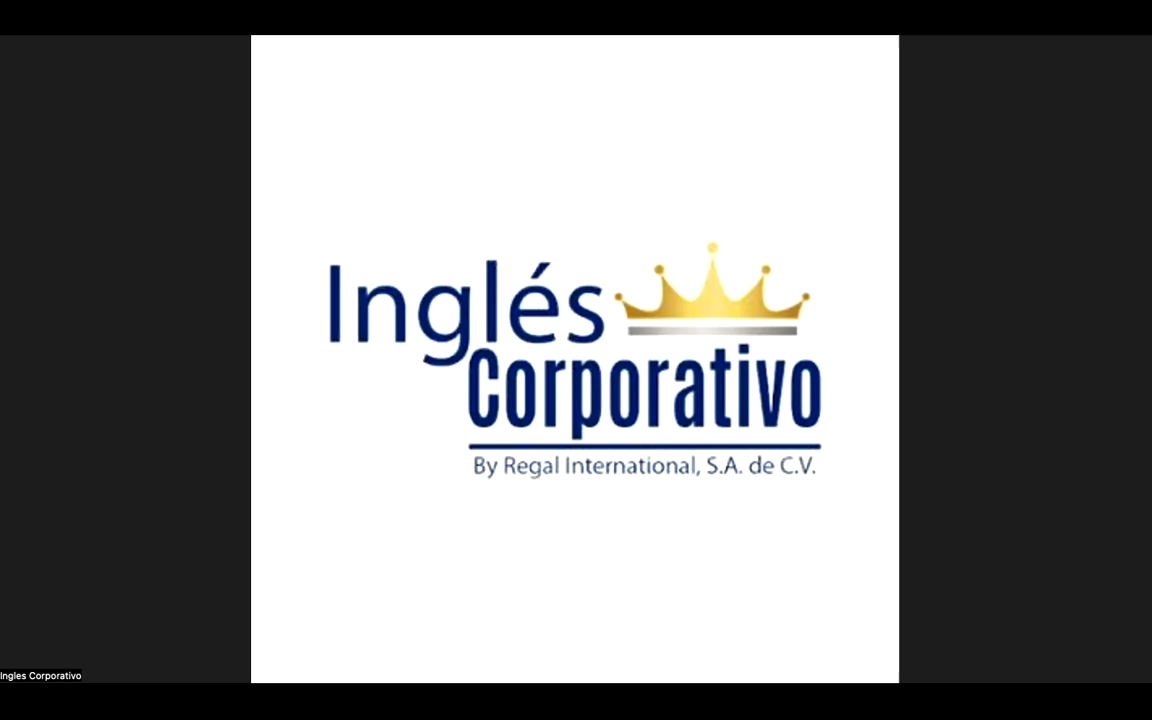 Inglés
Corporativo
By Regal International, S.A. de C.V.
Ingles Corporativo